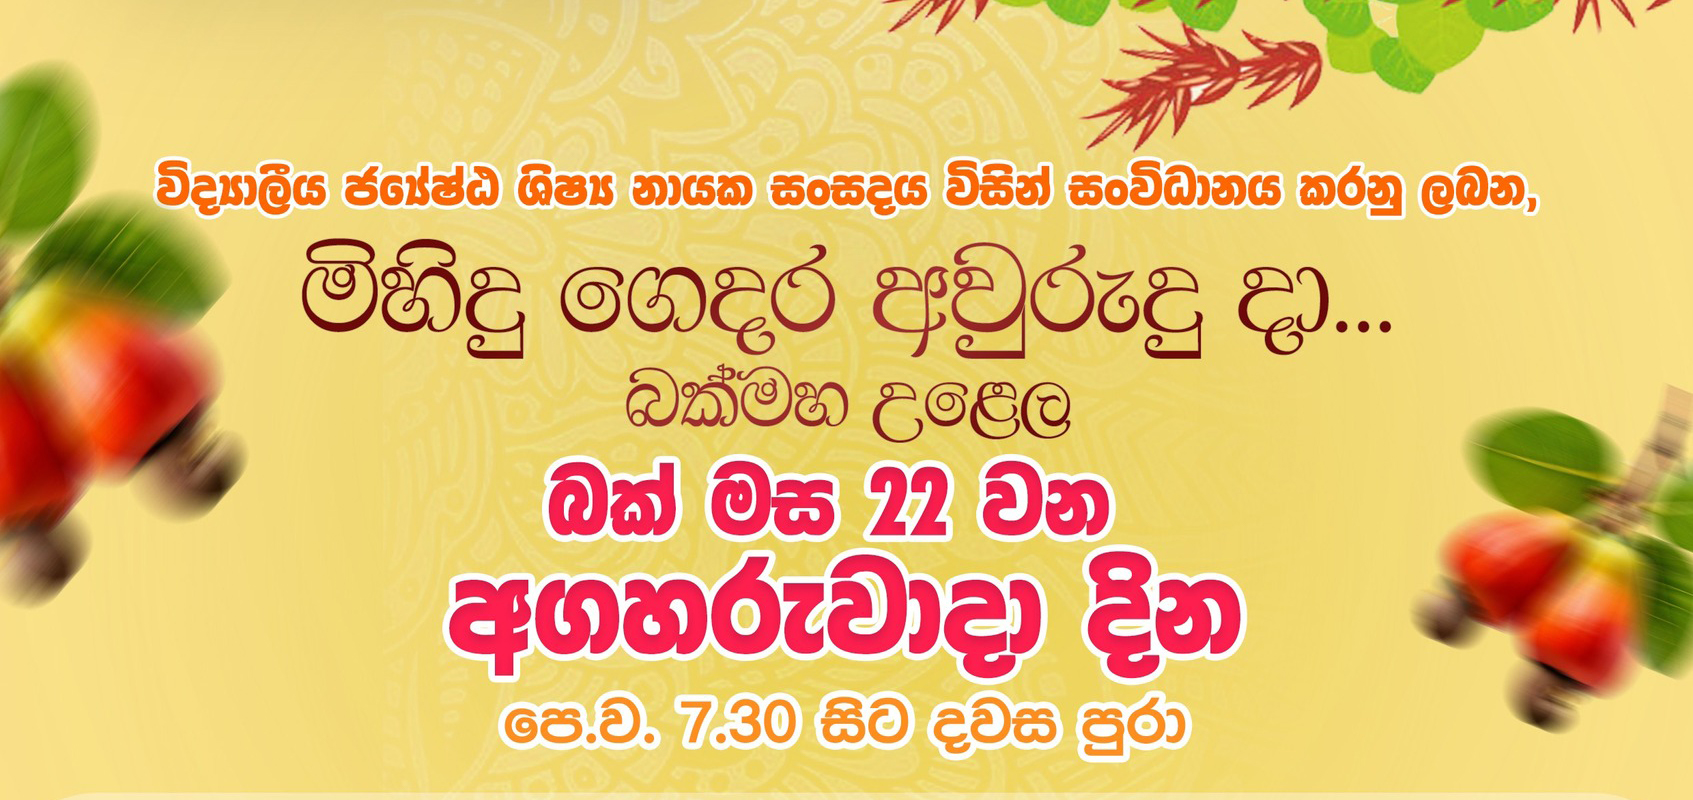 විද්‍යාලීය ජ්‍යේෂ්ඨ ශිෂ්‍ය නායක සංසදය විසින් සංවිධානය කරනු ලබන,
මිහිදු ගෙදර අවුරුදු දා...
බක්මහ උළෙල
බක් මස 22 වන
අඟහරුවාදා දින
පෙ.ව. 7.30 සිට දවස පුරා